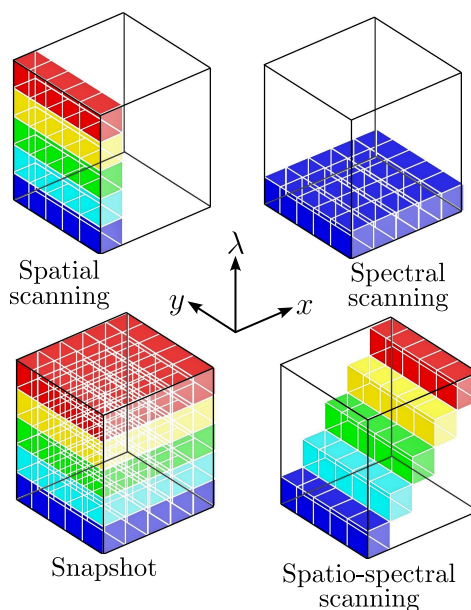 Spatial
scanning
Spectral
scanning
λ
y
x
Snapshot
Spatio-spectral
scanning